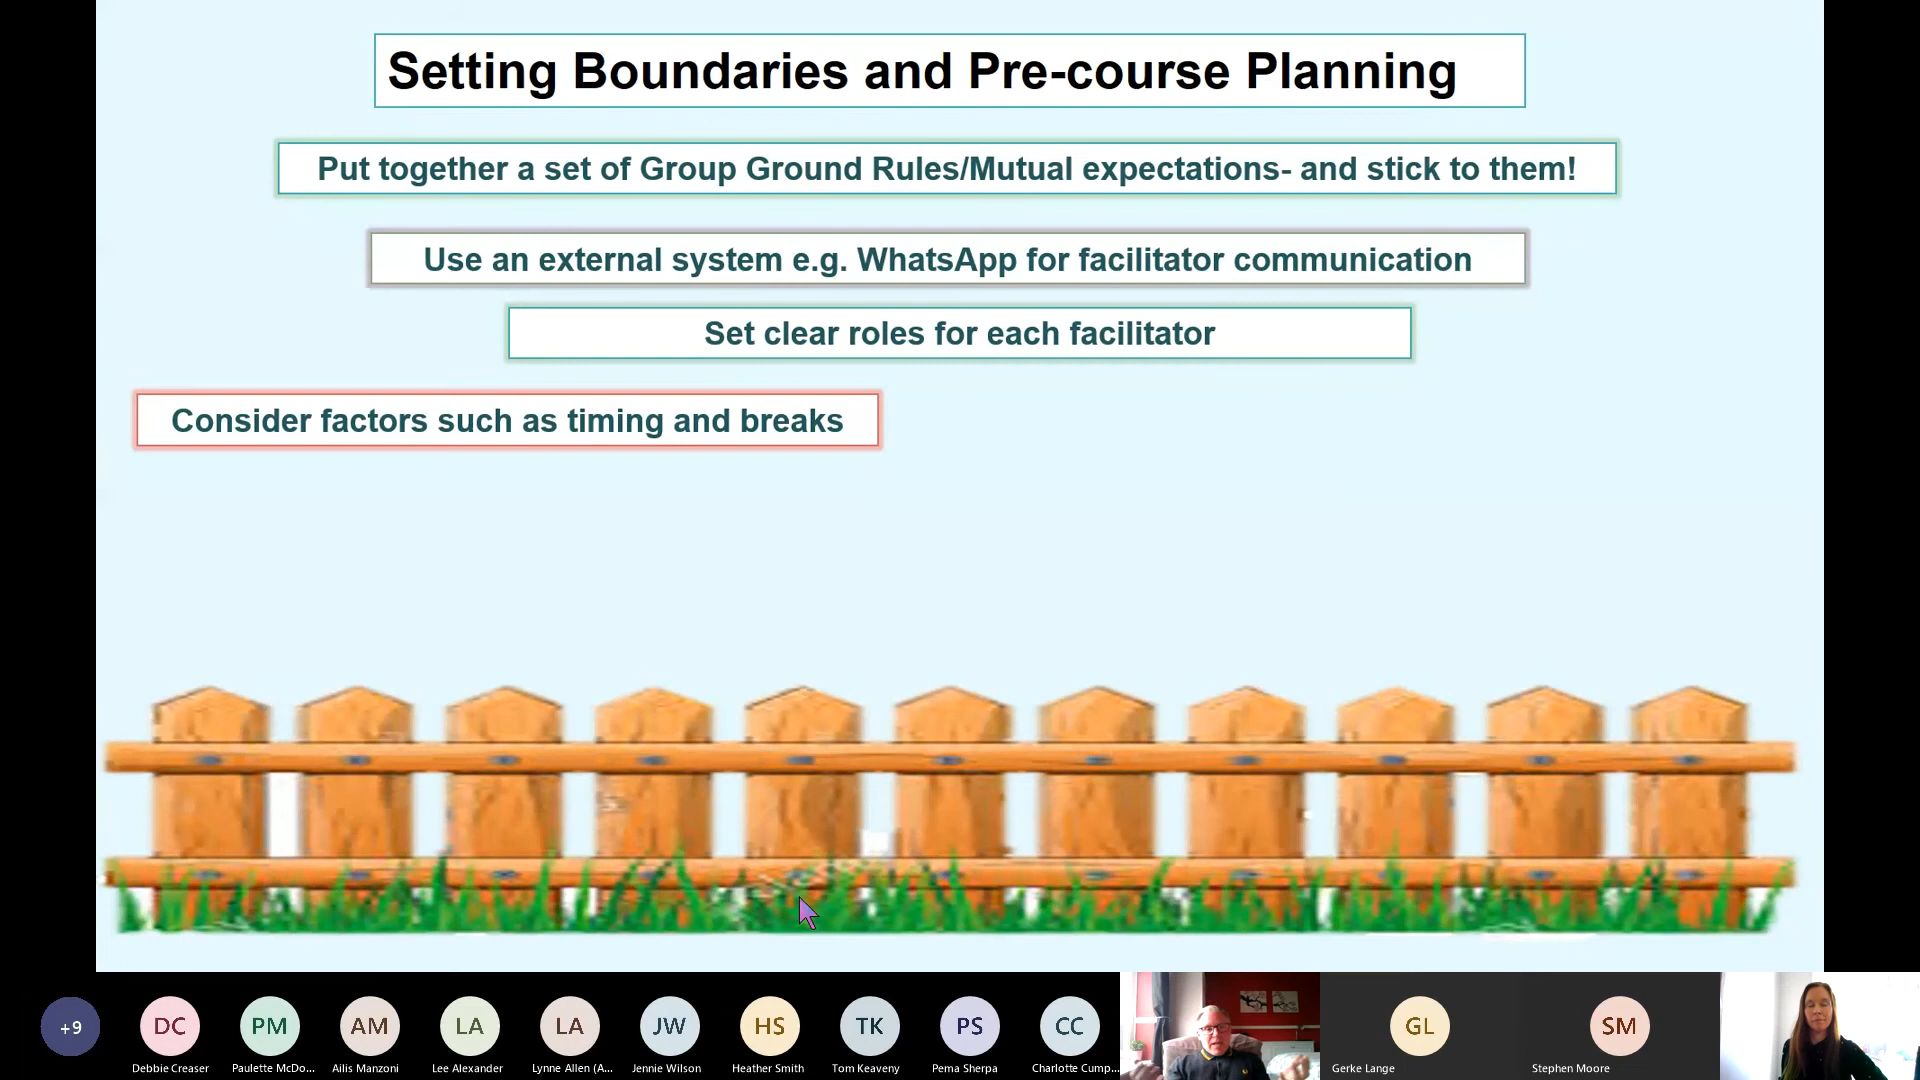 Setting Boundaries and Pre-course Planning
Put together a set of Group Ground Rules/Mutual expectations- and stick to them!
Use an external system e.g. WhatsApp for facilitator communication
Set clear roles for each facilitator
Consider factors such as timing and breaks
+9
DC
PM
AM
LA
LA
JW
HS
TK
PS
CC
GL
SM
Debbie Creaser
Paulette McDo...
Ailis Manzoni
Lee Alexander
Lynne Allen (A...
Jennie Wilson
Heather Smith
Tom Keaveny
Pema Sherpa
Charlotte Cump...
Gerke Lange
Stephen Moore